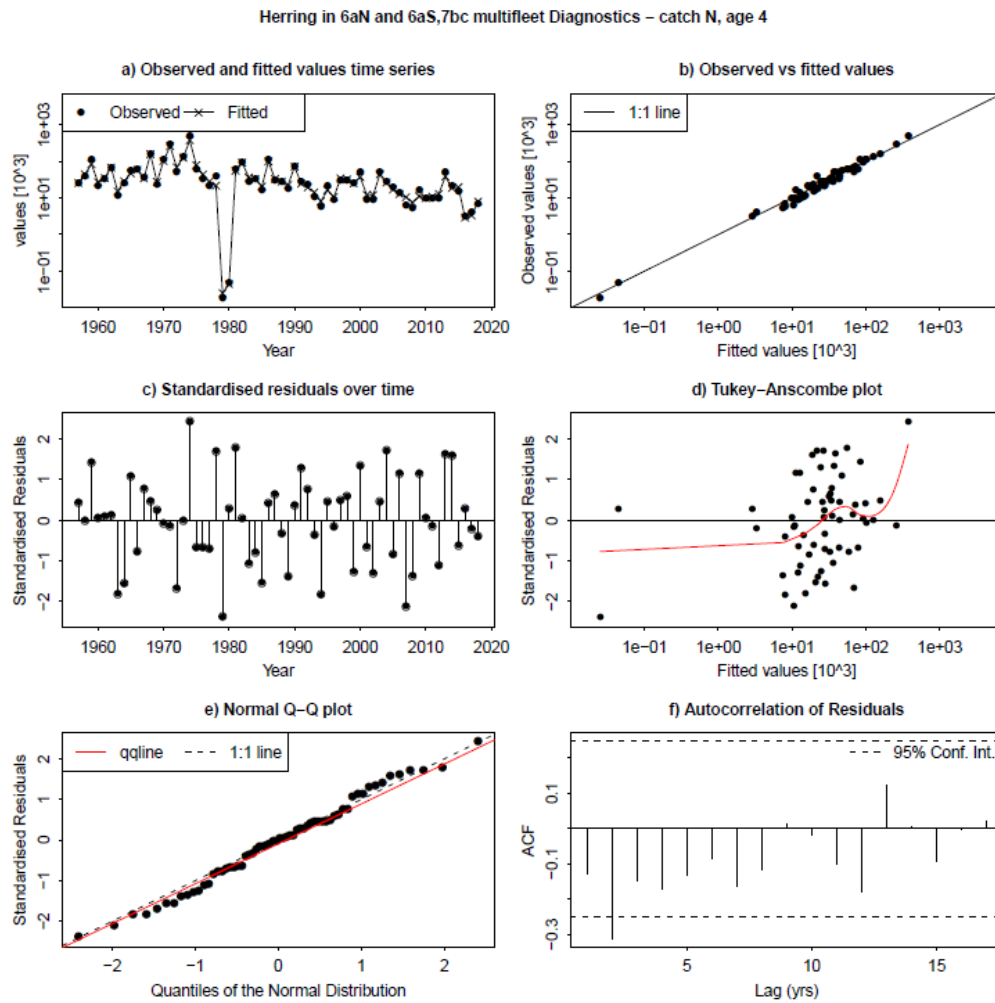 Herring in 6aN and 6aS,7bc multifleet Diagnostics – catch N, age 4
a) Observed and fitted values time series
Observed
Fitted
values [10^3]
1e+03
1e+01
1e−01
1960 1970 1980 1990 2000 2010 2020
Year
b) Observed vs fitted values
1:1 line
Observed values [10^3]
1e+03
1e+01
1e−01
1e−01 1e+00 1e+01 1e+02 1e+03
Fitted values [10^3]
c) Standardised residuals over time
Standardised Residuals
2
1
0
−1
−2
1960 1970 1980 1990 2000 2010 2020
Year
d) Tukey−Anscombe plot
Standardised Residuals
2
1
0
−1
−2
1e−01 1e+00 1e+01 1e+02 1e+03
Fitted values [10^3]
e) Normal Q−Q plot
qqline
1:1 line
Standardised Residuals
2
1
0
−1
−2
−2 −1 0 1 2
Quantiles of the Normal Distribution
f) Autocorrelation of Residuals
95% Conf. Int.
ACF
0.1
−0.1
−0.3
5 10 15
Lag (yrs)